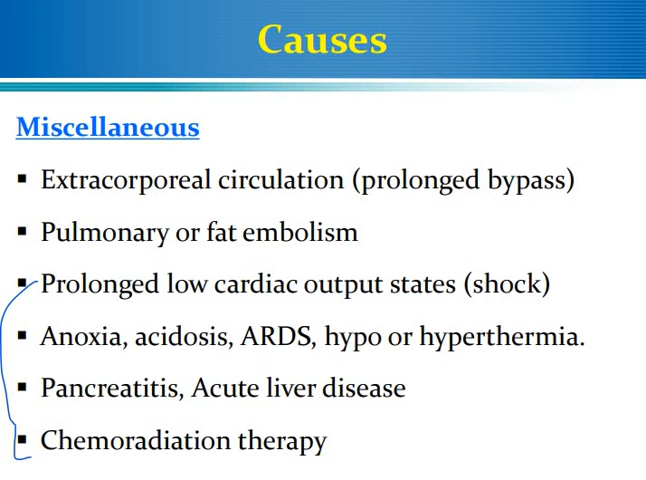 Causes
Miscellaneous
▪ Extracorporeal circulation (prolonged bypass)
▪ Pulmonary or fat embolism
▪ Prolonged low cardiac output states (shock)
▪ Anoxia, acidosis, ARDS, hypo or hyperthermia.
▪ Pancreatitis, Acute liver disease
▪ Chemoradiation therapy